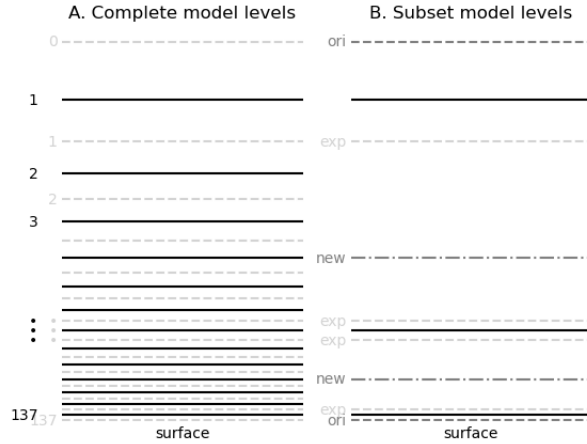 A. Complete model levels
B. Subset model levels
0
ori
1
1
exp
2
2
3
new
exp
exp
new
exp
137
137
ori
surface
surface